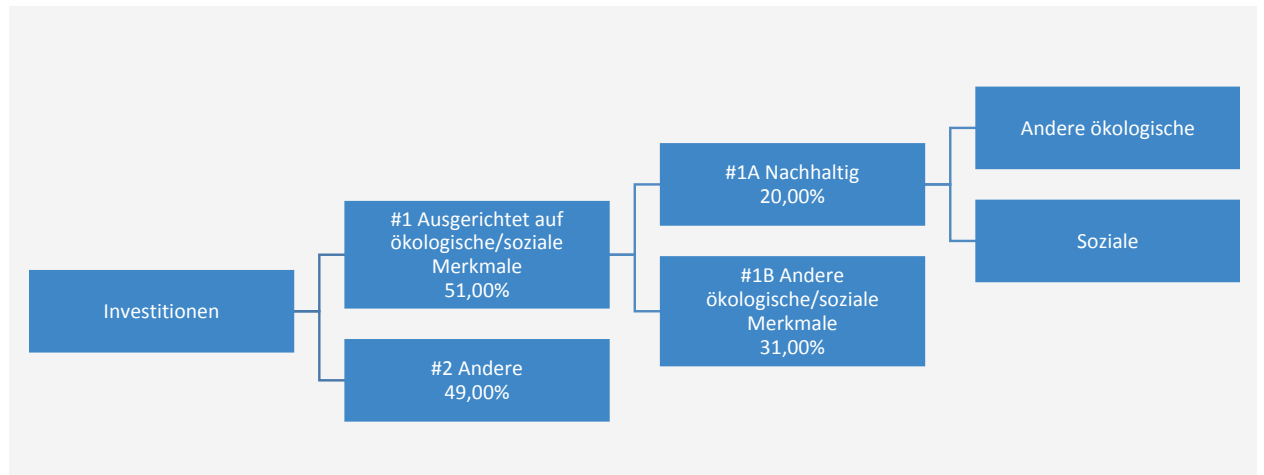 Investitionen
#1 Ausgerichtet auf
ökologische/soziale
Merkmale
51,00%
#2 Andere
49,00%
#1A Nachhaltig
20,00%
#1B Andere
ökologische/soziale
Merkmale
31,00%
Andere ökologische
Soziale